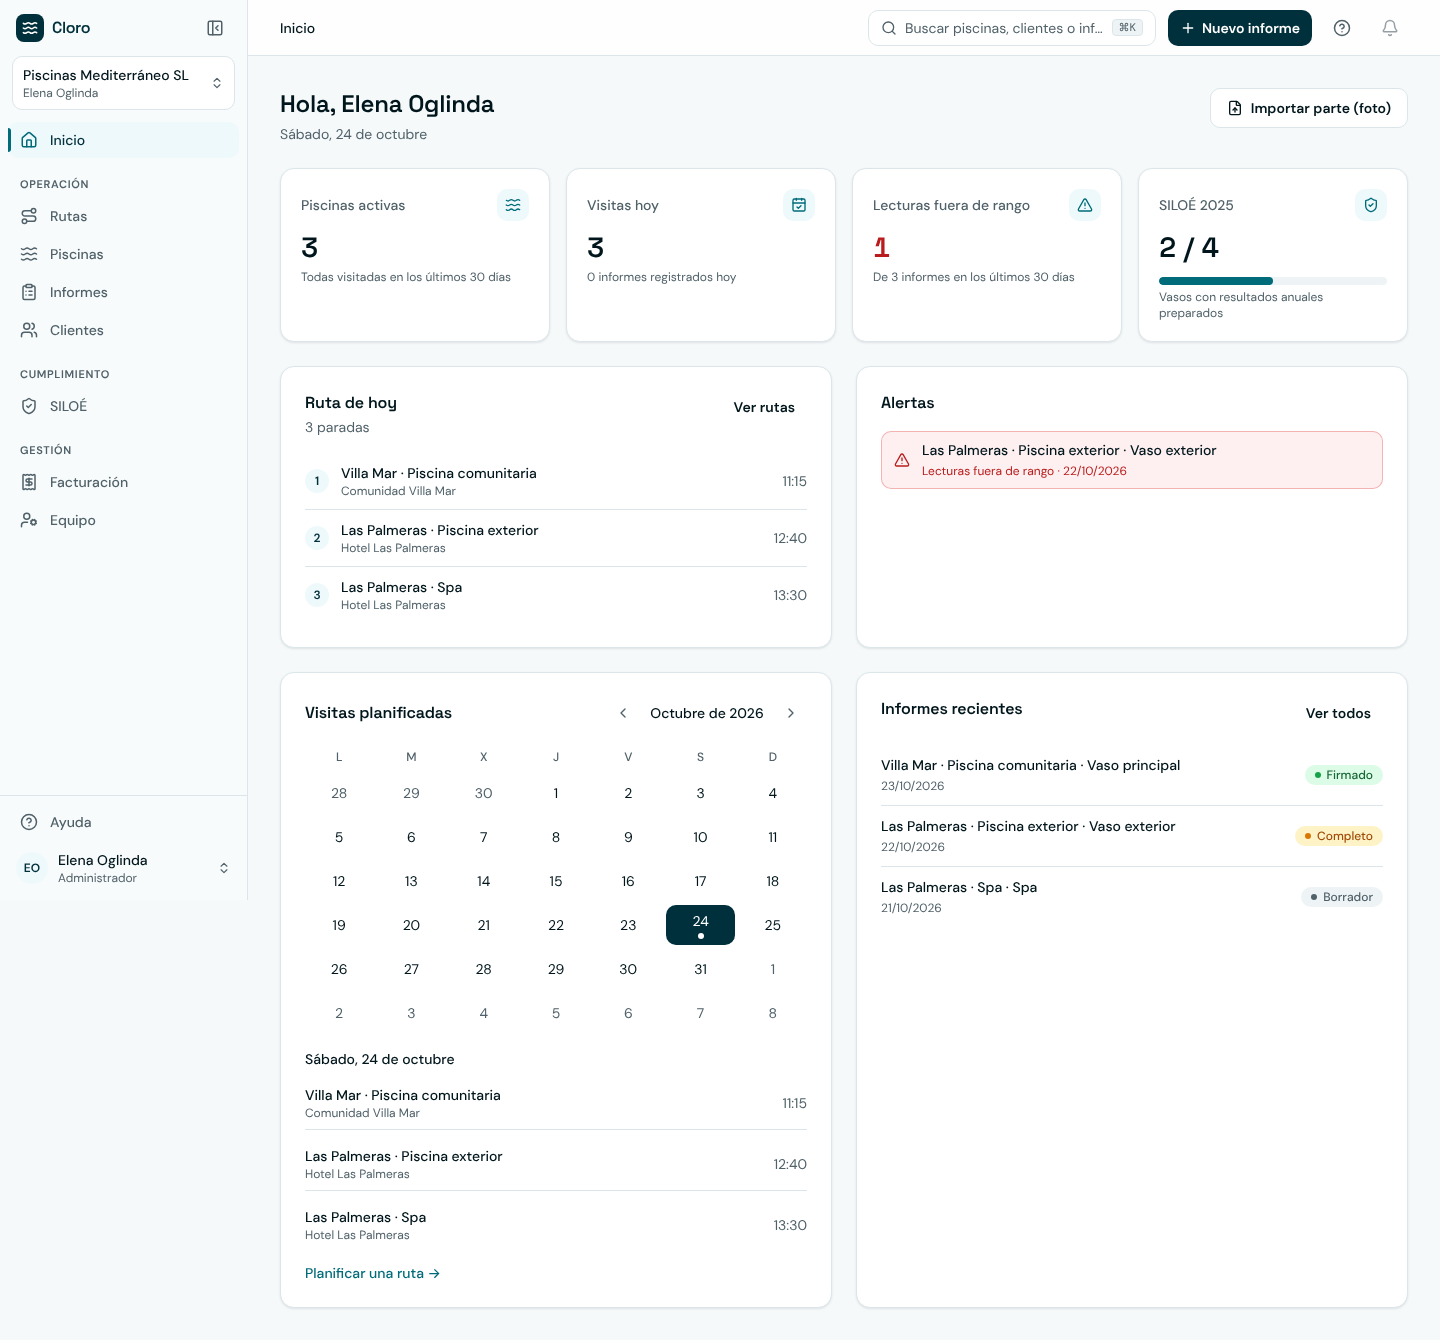 Cloro
Piscinas Mediterráneo SL
Elena Oglinda
Inicio
OPERACIÓN
Rutas
Piscinas
Informes
Clientes
CUMPLIMIENTO
SILOÉ
GESTIÓN
Facturación
Equipo
Ayuda
EO
Elena Oglinda
Administrador
Inicio
Buscar piscinas, clientes o inf... ⌘K
Nuevo informe
Hola, Elena Oglinda
Sábado, 24 de octubre
Importar parte (foto)
Piscinas activas
3
Todas visitadas en los últimos 30 días
Visitas hoy
3
0 informes registrados hoy
Lecturas fuera de rango
1
De 3 informes en los últimos 30 días
SILOÉ 2025
2 / 4
Vasos con resultados anuales
preparados
Ruta de hoy
3 paradas
Ver rutas
1 Villa Mar · Piscina comunitaria 11:15
Comunidad Villa Mar
2 Las Palmeras · Piscina exterior 12:40
Hotel Las Palmeras
3 Las Palmeras · Spa 13:30
Hotel Las Palmeras
Alertas
Las Palmeras · Piscina exterior · Vaso exterior
Lecturas fuera de rango · 22/10/2026
Visitas planificadas
Octubre de 2026
L M X J V S D
28 29 30 1 2 3 4
5 6 7 8 9 10 11
12 13 14 15 16 17 18
19 20 21 22 23 24 25
26 27 28 29 30 31 1
2 3 4 5 6 7 8
Sábado, 24 de octubre
Villa Mar · Piscina comunitaria 11:15
Comunidad Villa Mar
Las Palmeras · Piscina exterior 12:40
Hotel Las Palmeras
Las Palmeras · Spa 13:30
Hotel Las Palmeras
Planificar una ruta →
Informes recientes
Ver todos
Villa Mar · Piscina comunitaria · Vaso principal Firmado
23/10/2026
Las Palmeras · Piscina exterior · Vaso exterior Completo
22/10/2026
Las Palmeras · Spa · Spa Borrador
21/10/2026